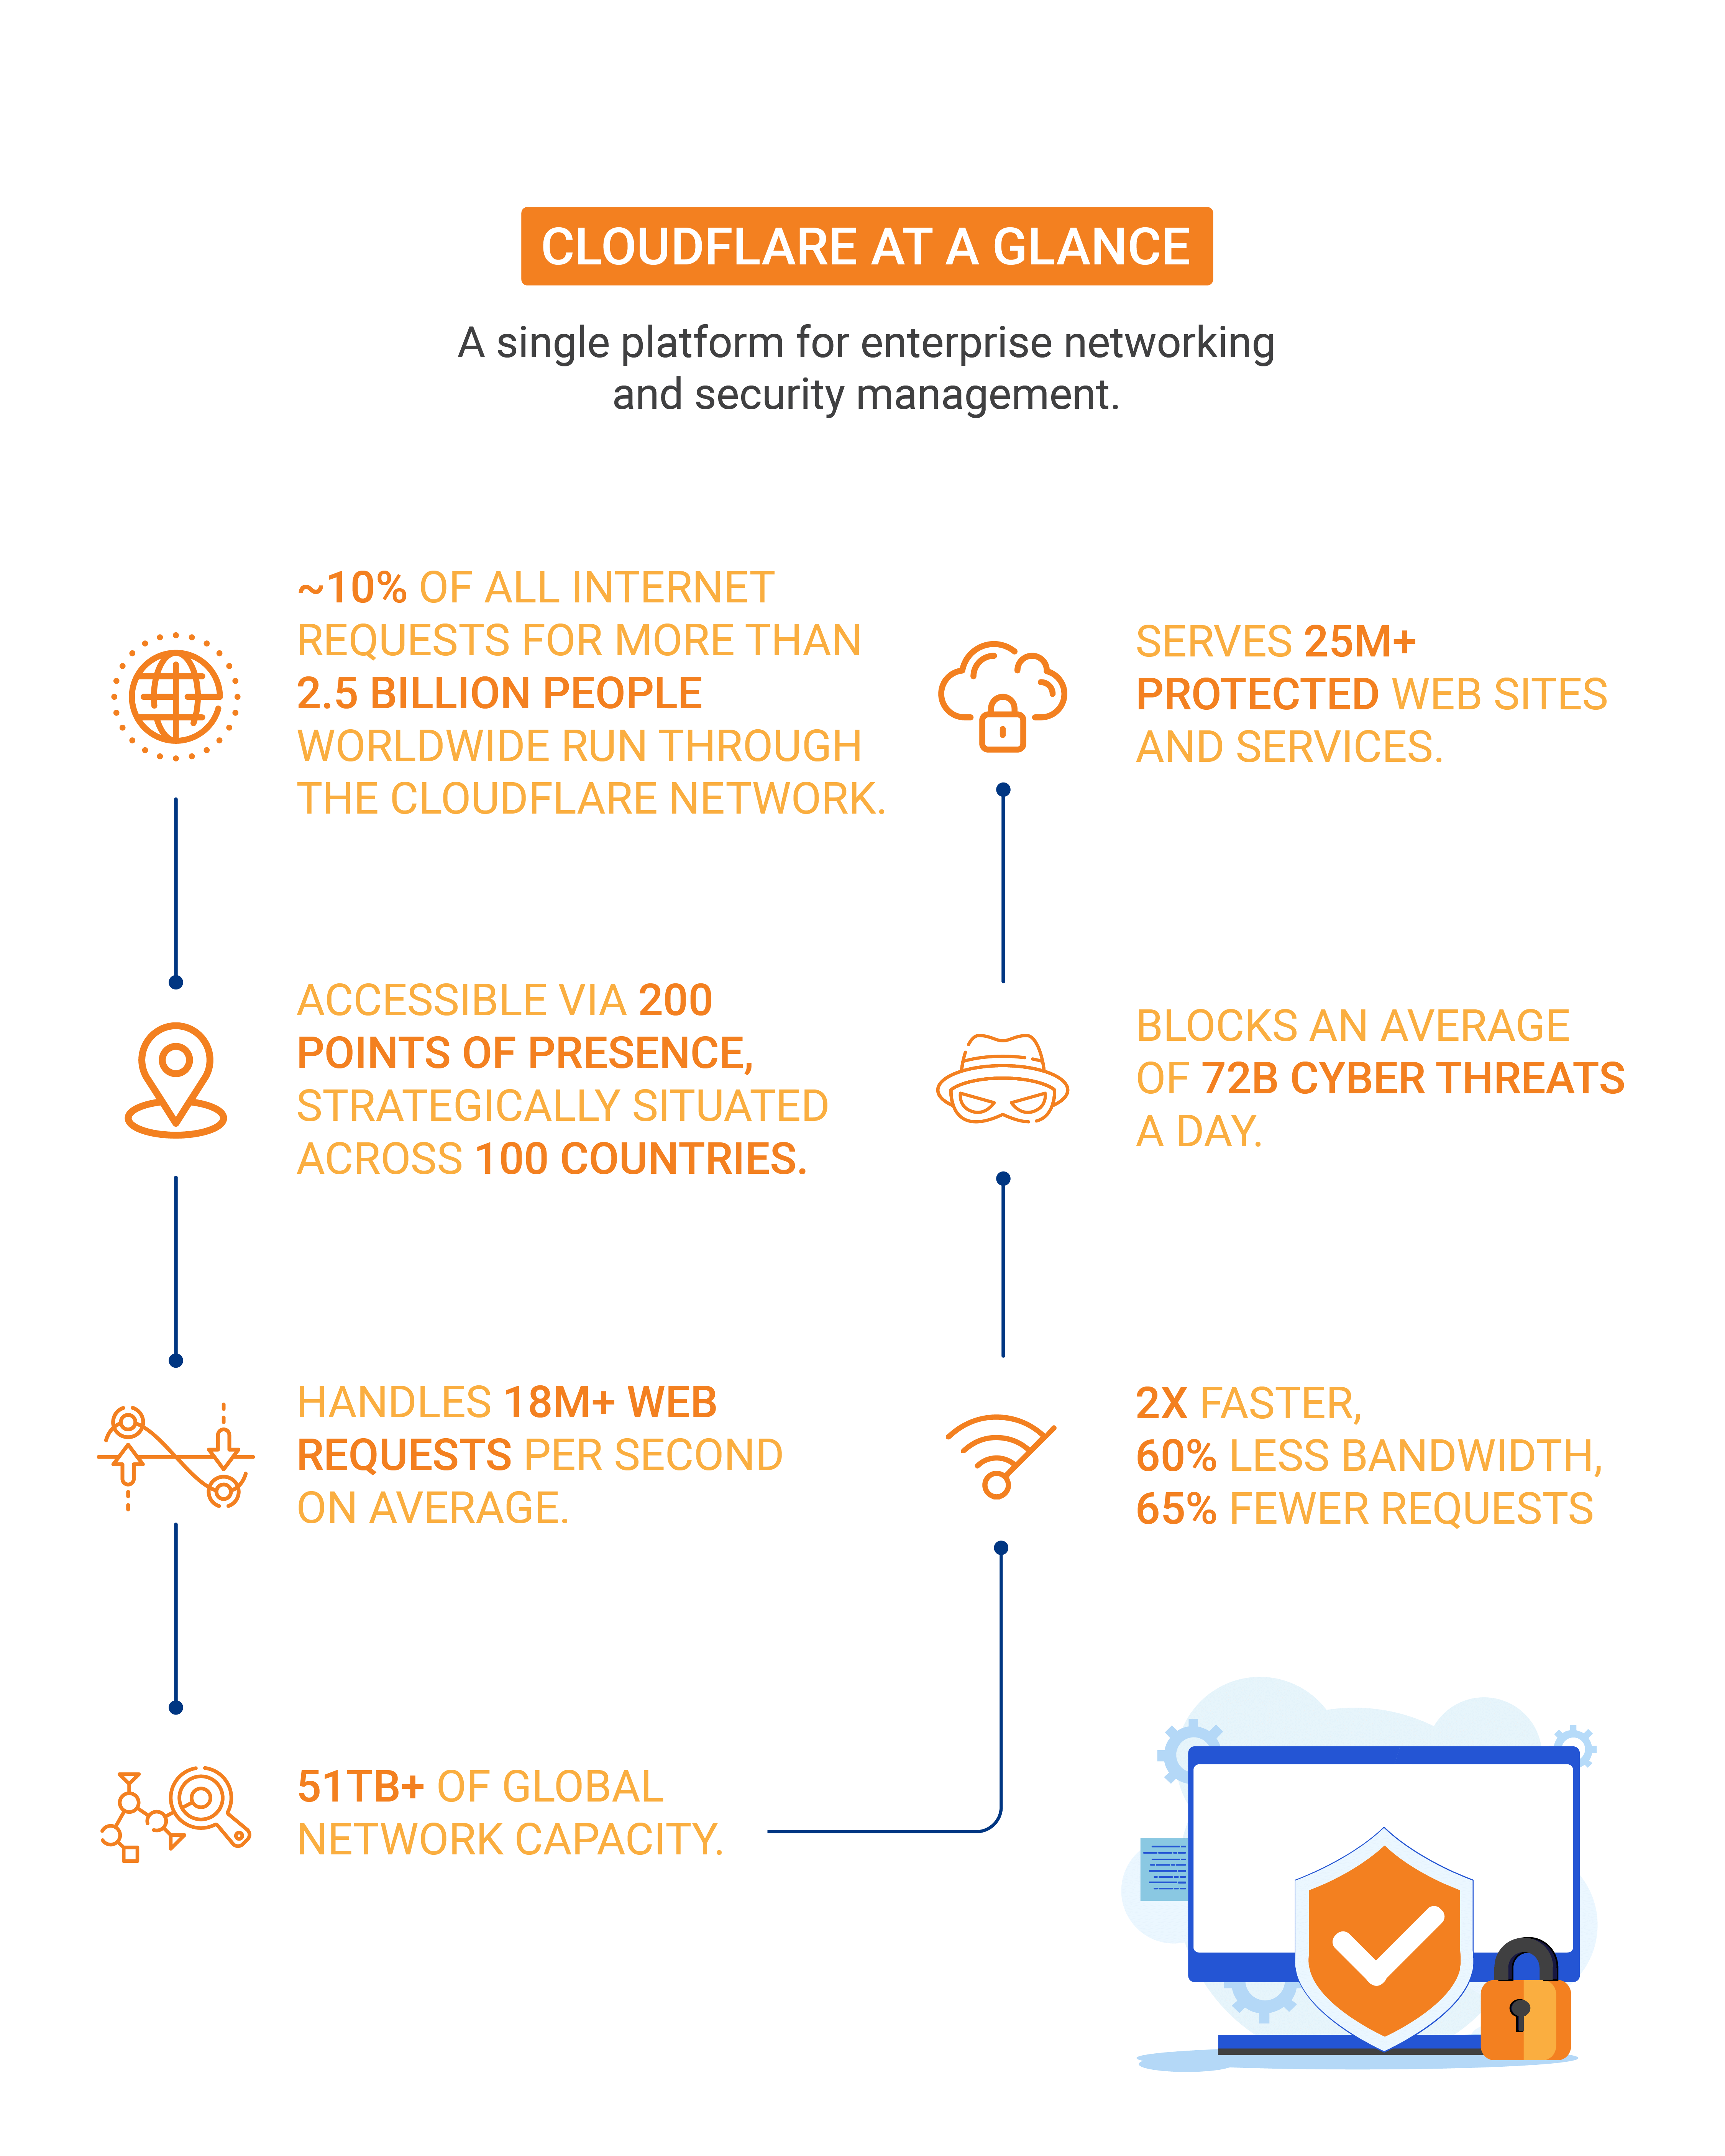 CLOUDFLARE AT A GLANCE
A single platform for enterprise networking
and security management.
~10% OF ALL INTERNET
REQUESTS FOR MORE THAN
2.5 BILLION PEOPLE
WORLDWIDE RUN THROUGH
THE CLOUDFLARE NETWORK.
ACCESSIBLE VIA 200
POINTS OF PRESENCE,
STRATEGICALLY SITUATED
ACROSS 100 COUNTRIES.
HANDLES 18M+ WEB
REQUESTS PER SECOND
ON AVERAGE.
51TB+ OF GLOBAL
NETWORK CAPACITY.
SERVES 25M+
PROTECTED WEB SITES
AND SERVICES.
BLOCKS AN AVERAGE
OF 72B CYBER THREATS
A DAY.
2X FASTER,
60% LESS BANDWIDTH,
65% FEWER REQUESTS